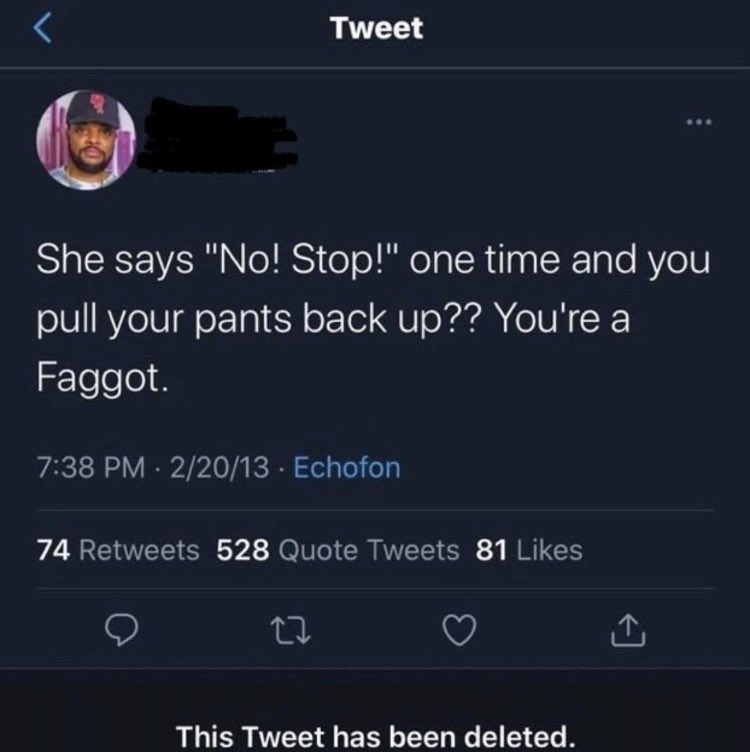 Tweet
She says "No! Stop!" one time and you
pull your pants back up?? You're a
Faggot.
7:38 PM · 2/20/13 · Echofon
74 Retweets 528 Quote Tweets 81 Likes
This Tweet has been deleted.